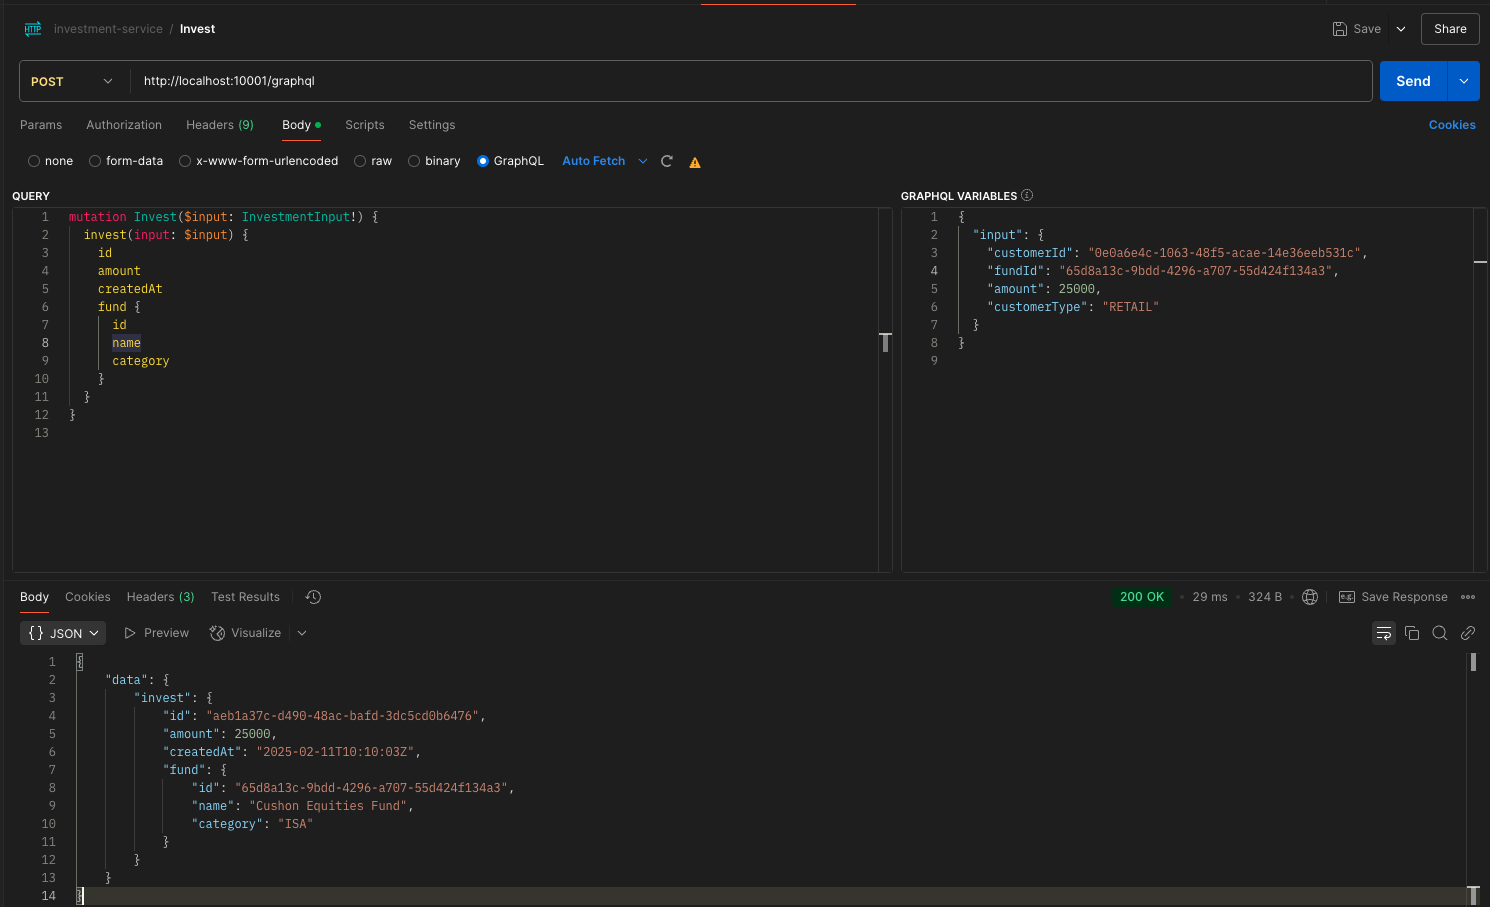 HTTP investment-service / Invest Save Share
POST http://localhost:10001/graphql Send
Params Authorization Headers (9) Body Scripts Settings Cookies
none form-data x-www-form-urlencoded raw binary GraphQL Auto Fetch
QUERY
1 mutation Invest($input: InvestmentInput!) {
2 invest(input: $input) {
3 id
4 amount
5 createdAt
6 fund {
7 id
8 name
9 category
10 }
11 }
12 }
13
GRAPHQL VARIABLES
1 {
2 "input": {
3 "customerId": "0e0a6e4c-1063-48f5-acae-14e36eeb531c",
4 "fundId": "65d8a13c-9bdd-4296-a707-55d424f134a3",
5 "amount": 25000,
6 "customerType": "RETAIL"
7 }
8 }
9
Body Cookies Headers (3) Test Results 200 OK • 29 ms • 324 B • Save Response
{} JSON Preview Visualize
1 {
2 "data": {
3 "invest": {
4 "id": "aeb1a37c-d490-48ac-bafd-3dc5cd0b6476",
5 "amount": 25000,
6 "createdAt": "2025-02-11T10:10:03Z",
7 "fund": {
8 "id": "65d8a13c-9bdd-4296-a707-55d424f134a3",
9 "name": "Cushon Equities Fund",
10 "category": "ISA"
11 }
12 }
13 }
14 }